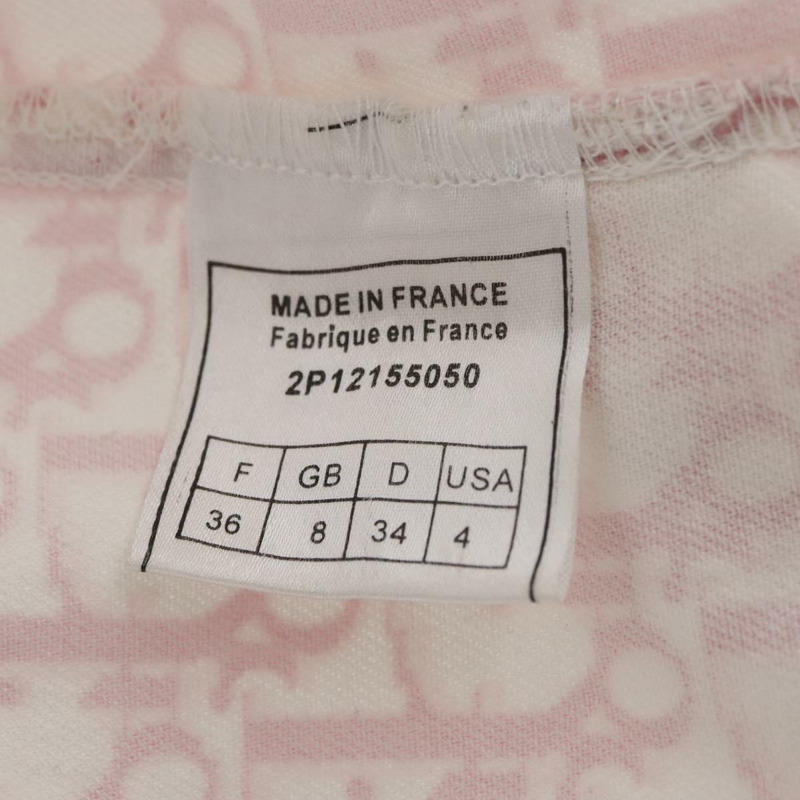 MADE IN FRANCE
Fabrique en France
2P12155050
F GB D USA
36 8 34 4